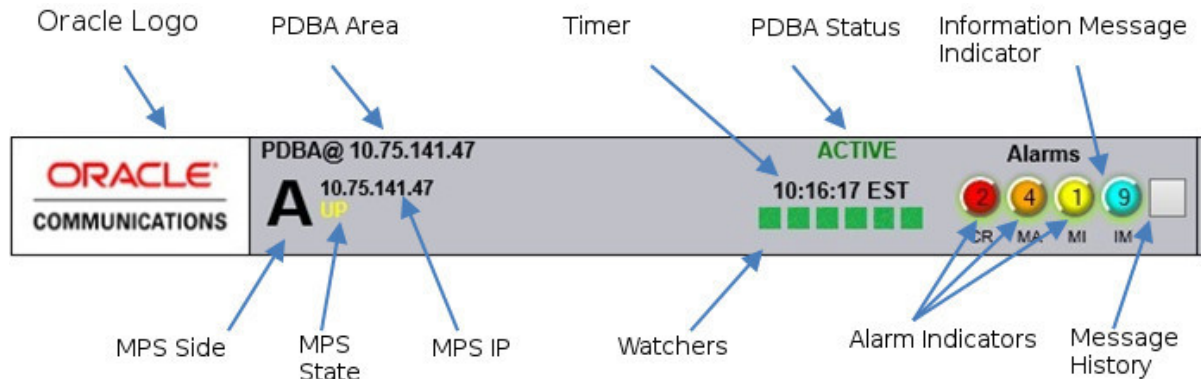 Oracle Logo
PDBA Area
Timer
PDBA Status
Information Message
Indicator
ORACLE®
COMMUNICATIONS
PDBA@ 10.75.141.47
A
10.75.141.47
UP
ACTIVE
10:16:17 EST
Alarms
2 4 1 9
CR MA MI IM
MPS Side
MPS
State
MPS IP
Watchers
Alarm Indicators
Message
History